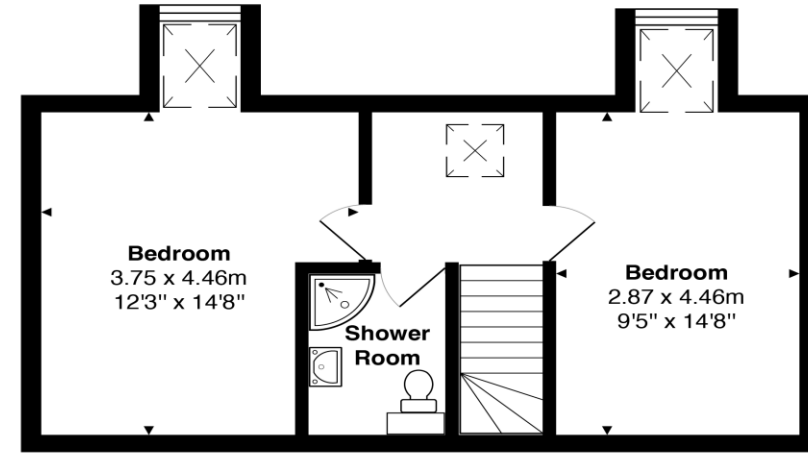 Bedroom
3.75 x 4.46m
12'3" x 14'8"
Shower
Room
Bedroom
2.87 x 4.46m
9'5" x 14'8"